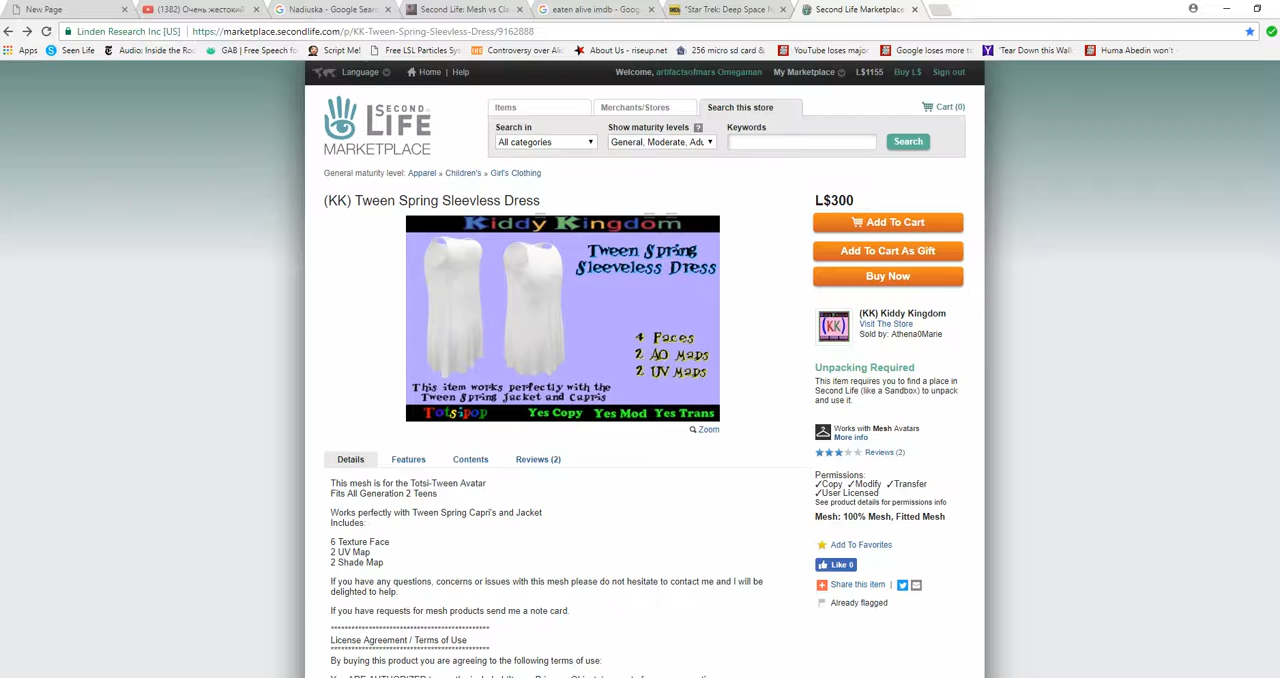 New Page
(1382) Очень жестокий
Nadiuska - Google Searc
Second Life: Mesh vs Cla
eaten alive imdb - Goog
"Star Trek: Deep Space N
Second Life Marketplace
Linden Research Inc [US] | https://marketplace.secondlife.com/p/KK-Tween-Spring-Sleevless-Dress/9162888
Apps
Seen Life
Audio: Inside the Ro
GAB | Free Speech fo
Script Me!
Free LSL Particles Sys
Controversy over Ali
About Us - riseup.net
256 micro sd card &
YouTube loses major
Google loses more to
'Tear Down this Wall
Huma Abedin won't
Language
Home | Help
Welcome, artifactsofmars Omegaman
My Marketplace
L$1155
Buy L$
Sign out
SECOND LIFE
MARKETPLACE
Items
Merchants/Stores
Search this store
Cart (0)
Search in
Show maturity levels ?
Keywords
All categories
General, Moderate, Adu
Search
General maturity level: Apparel » Children's » Girl's Clothing
(KK) Tween Spring Sleevless Dress
Kiddy Kingdom
Tween Spring
Sleeveless Dress
4 Faces
2 AO Maps
2 UV Maps
This item works perfectly with the
Tween Spring Jacket and Capris
Totsipop
Yes Copy Yes Mod Yes Trans
Zoom
L$300
Add To Cart
Add To Cart As Gift
Buy Now
(KK)
(KK) Kiddy Kingdom
Visit The Store
Sold by: Athena0Marie
Unpacking Required
This item requires you to find a place in
Second Life (like a Sandbox) to unpack
and use it.
Works with Mesh Avatars
More info
Reviews (2)
Permissions:
✓Copy ✓Modify ✓Transfer
✓User Licensed
See product details for permissions info
Mesh: 100% Mesh, Fitted Mesh
Add To Favorites
Like 0
Share this item |
Already flagged
Details
Features
Contents
Reviews (2)
This mesh is for the Totsi-Tween Avatar
Fits All Generation 2 Teens
Works perfectly with Tween Spring Capri's and Jacket
Includes:
6 Texture Face
2 UV Map
2 Shade Map
If you have any questions, concerns or issues with this mesh please do not hesitate to contact me and I will be
delighted to help.
If you have requests for mesh products send me a note card.
*******************************************************
License Agreement / Terms of Use
*******************************************************
By buying this product you are agreeing to the following terms of use: